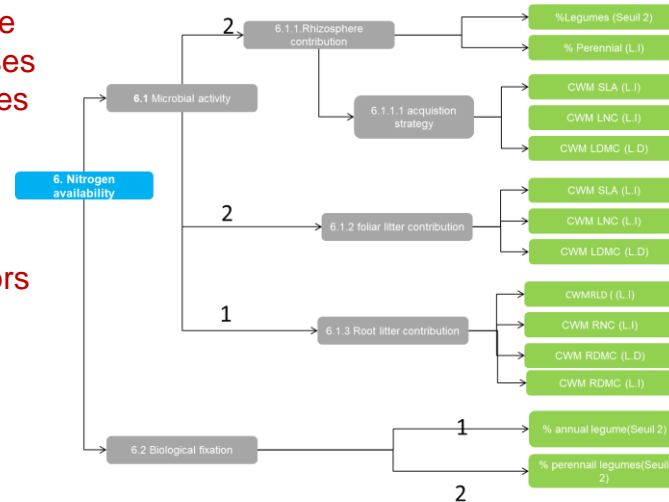 e
ses
es
ors
6. Nitrogen
availability
6.1 Microbial activity
2
6.1.1.Rhizosphere
contribution
%Legumes (Seuil 2)
% Perennial (L.I)
6.1.1.1 acquistion
strategy
CWM SLA (L.I)
CWM LNC (L.I)
CWM LDMC (L.D)
2
6.1.2 foliar litter contribution
CWM SLA (L.I)
CWM LNC (L.I)
CWM LDMC (L.D)
1
6.1.3 Root litter contribution
CWMRLD ( (L.I)
CWM RNC (L.I)
CWM RDMC (L.D)
CWM RDMC (L.I)
6.2 Biological fixation
1
% annual legume(Seuil 2)
% perennail legumes(Seuil
2)
2